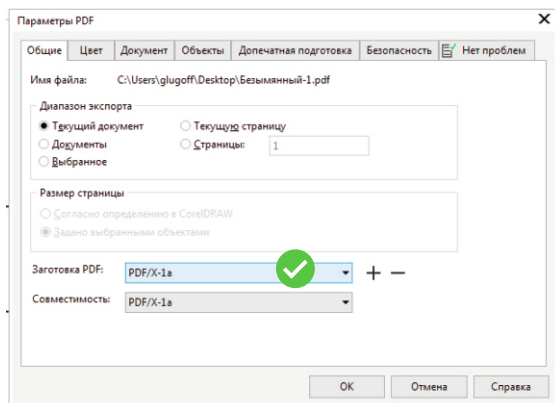 Параметры PDF
Общие Цвет Документ Объекты Допечатная подготовка Безопасность Нет проблем
Имя файла: C:\Users\glugoff\Desktop\Безымянный-1.pdf
Диапазон экспорта
Текущий документ Текущую страницу
Документы Страницы: 1
Выбранное
Размер страницы
Согласно определению в CorelDRAW
Задано выбранными объектами
Заготовка PDF: PDF/X-1a
Совместимость: PDF/X-1a
OK Отмена Справка